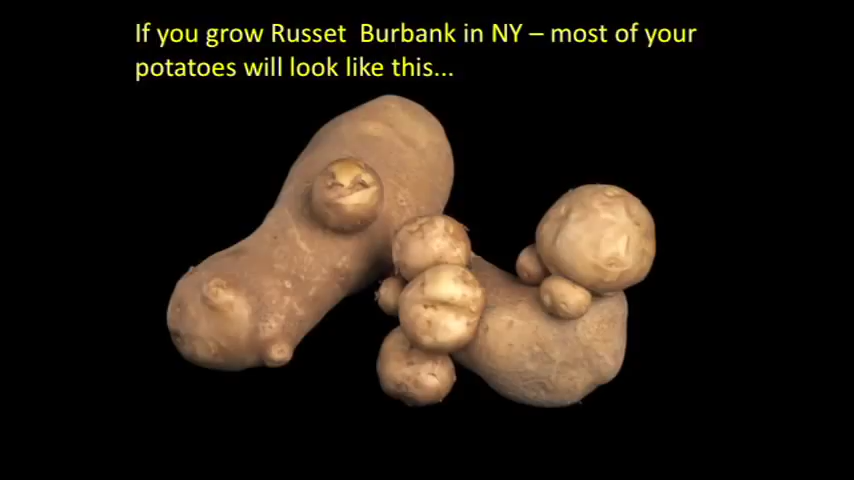 If you grow Russet  Burbank in NY – most of your
potatoes will look like this...